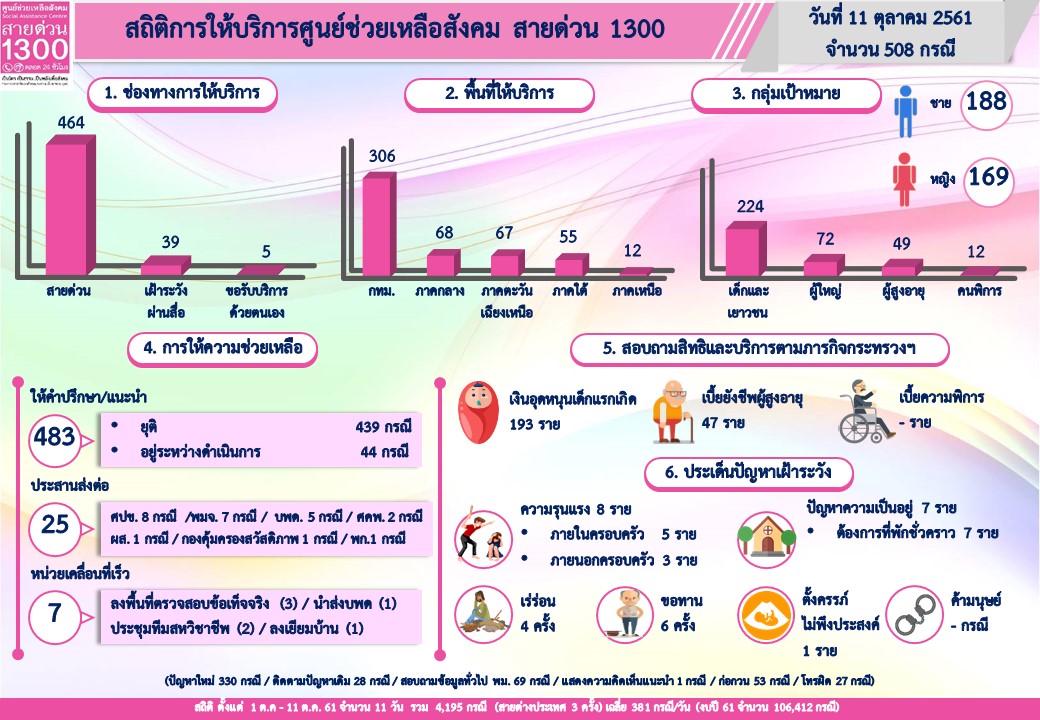 ศูนย์ช่วยเหลือสังคม
Social Assistance Centre
สายด่วน
1300
ตลอด 24 ชั่วโมง
สถิติการให้บริการศูนย์ช่วยเหลือสังคม สายด่วน 1300
วันที่ 11 ตุลาคม 2561
จำนวน 508 กรณี
1. ช่องทางการให้บริการ
464
39
5
สายด่วน
เฝ้าระวัง
ผ่านสื่อ
ขอรับบริการ
ด้วยตนเอง
2. พื้นที่ให้บริการ
306
68
67
55
12
กทม.
ภาคกลาง
ภาคตะวัน
เฉียงเหนือ
ภาคใต้
ภาคเหนือ
3. กลุ่มเป้าหมาย
ชาย 188
หญิง 169
224
72
49
12
เด็กและ
เยาวชน
ผู้ใหญ่
ผู้สูงอายุ
คนพิการ
4. การให้ความช่วยเหลือ
ให้คำปรึกษา/แนะนำ
483
• ยุติ 439 กรณี
• อยู่ระหว่างดำเนินการ 44 กรณี
ประสานส่งต่อ
25
ศปข. 8 กรณี /พมจ. 7 กรณี / บพด. 5 กรณี / ศคพ. 2 กรณี
ผส. 1 กรณี / กองคุ้มครองสวัสดิภาพ 1 กรณี / พก.1 กรณี
หน่วยเคลื่อนที่เร็ว
7
ลงพื้นที่ตรวจสอบข้อเท็จจริง (3) / นำส่งบพด (1)
ประชุมทีมสหวิชาชีพ (2) / ลงเยี่ยมบ้าน (1)
5. สอบถามสิทธิและบริการตามภารกิจกระทรวงฯ
เงินอุดหนุนเด็กแรกเกิด
193 ราย
เบี้ยยังชีพผู้สูงอายุ
47 ราย
เบี้ยความพิการ
- ราย
6. ประเด็นปัญหาเฝ้าระวัง
ความรุนแรง 8 ราย
• ภายในครอบครัว 5 ราย
• ภายนอกครอบครัว 3 ราย
ปัญหาความเป็นอยู่ 7 ราย
• ต้องการที่พักชั่วคราว 7 ราย
เร่ร่อน
4 ครั้ง
ขอทาน
6 ครั้ง
ตั้งครรภ์
ไม่พึงประสงค์
1 ราย
ค้ามนุษย์
- กรณี
(ปัญหาใหม่ 330 กรณี / ติดตามปัญหาเดิม 28 กรณี / สอบถามข้อมูลทั่วไป พม. 69 กรณี / แสดงความคิดเห็นแนะนำ 1 กรณี / ก่อกวน 53 กรณี / โทรผิด 27 กรณี)
สถิติ ตั้งแต่ 1 ต.ค - 11 ต.ค. 61 จำนวน 11 วัน รวม 4,195 กรณี (สายต่างประเทศ 3 ครั้ง) เฉลี่ย 381 กรณี/วัน (งบปี 61 จำนวน 106,412 กรณี)